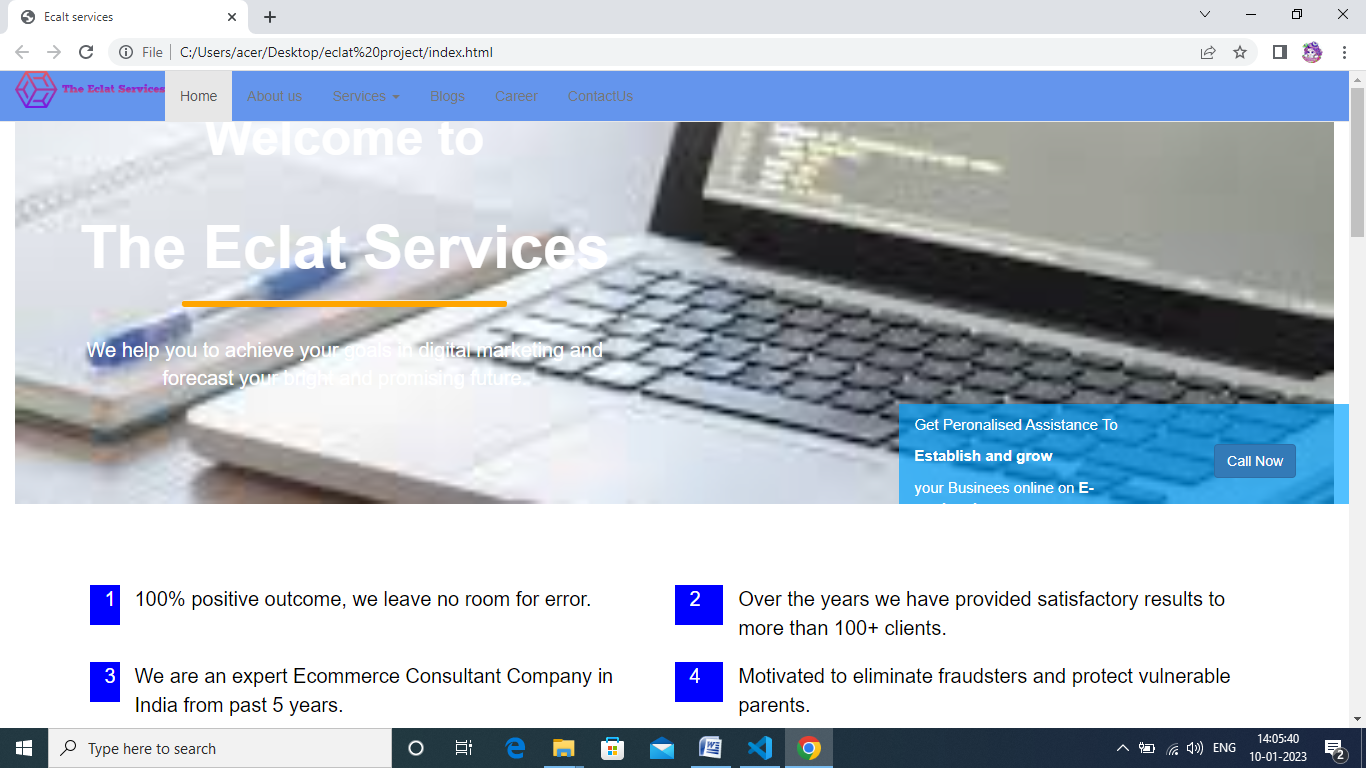 Ecalt services
File
C:/Users/acer/Desktop/eclat%20project/index.html
The Eclat Services
Home
About us
Services
Blogs
Career
ContactUs
Welcome to
The Eclat Services
We help you to achieve your goals in digital marketing and
forecast your bright and promising future..
Get Peronalised Assistance To
Establish and grow
your Businees online on E-
Call Now
1
100% positive outcome, we leave no room for error.
2
Over the years we have provided satisfactory results to
more than 100+ clients.
3
We are an expert Ecommerce Consultant Company in
India from past 5 years.
4
Motivated to eliminate fraudsters and protect vulnerable
parents.
Type here to search
ENG
14:05:40
10-01-2023
2